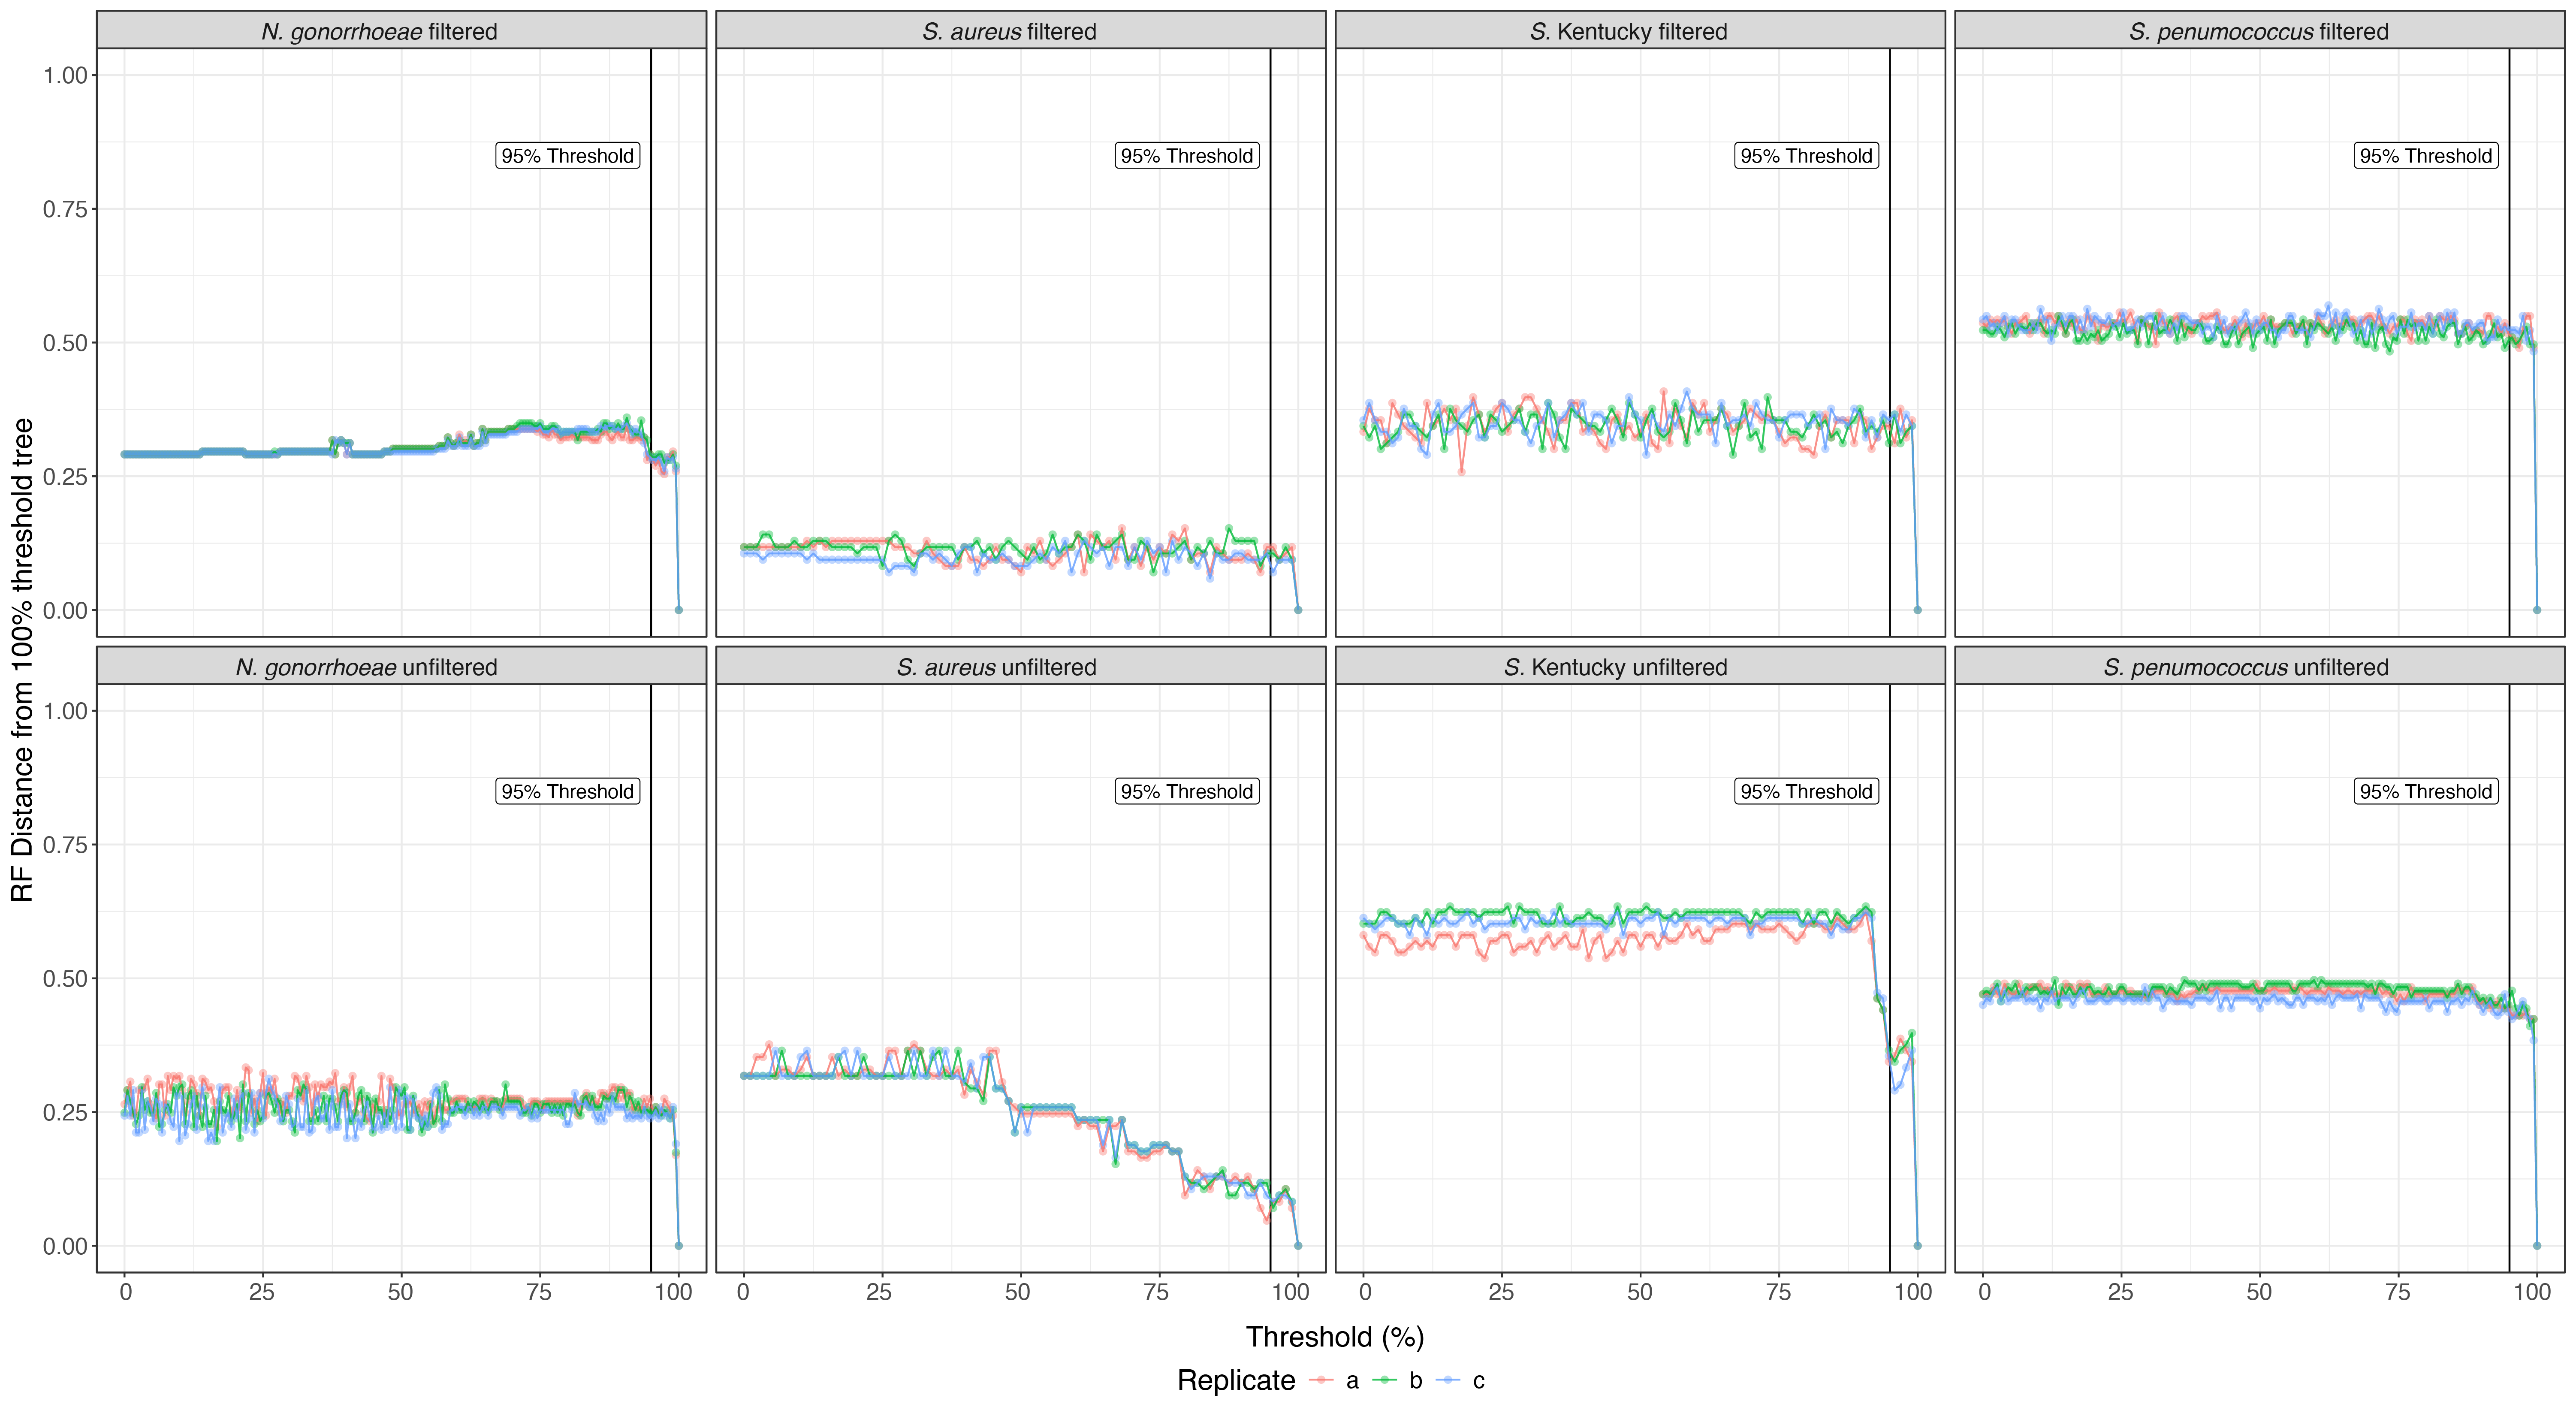 N. gonorrhoeae filtered
S. aureus filtered
S. Kentucky filtered
S. penumococcus filtered
1.00
0.75
0.50
0.25
0.00
95% Threshold
95% Threshold
95% Threshold
95% Threshold
RF Distance from 100% threshold tree
N. gonorrhoeae unfiltered
S. aureus unfiltered
S. Kentucky unfiltered
S. penumococcus unfiltered
1.00
0.75
0.50
0.25
0.00
95% Threshold
95% Threshold
95% Threshold
95% Threshold
0 25 50 75 100
0 25 50 75 100
0 25 50 75 100
0 25 50 75 100
Threshold (%)
Replicate a b c